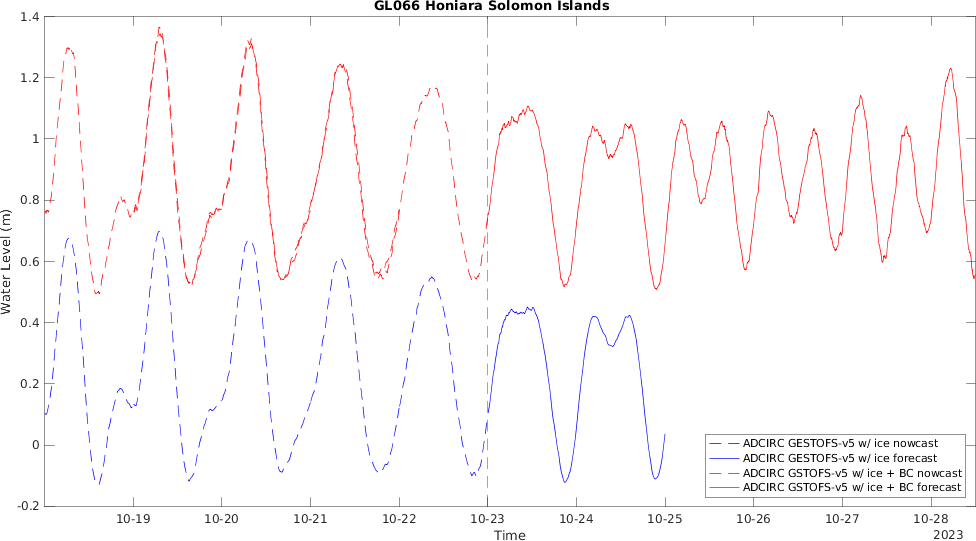 GL066 Honiara Solomon Islands
1.4
1.2
1
0.8
0.6
0.4
0.2
0
-0.2
Water Level (m)
10-19 10-20 10-21 10-22 10-23 10-24 10-25 10-26 10-27 10-28
Time
2023
ADCIRC GESTOFS-v5 w/ ice nowcast
ADCIRC GESTOFS-v5 w/ ice forecast
ADCIRC GSTOFS-v5 w/ ice + BC nowcast
ADCIRC GSTOFS-v5 w/ ice + BC forecast